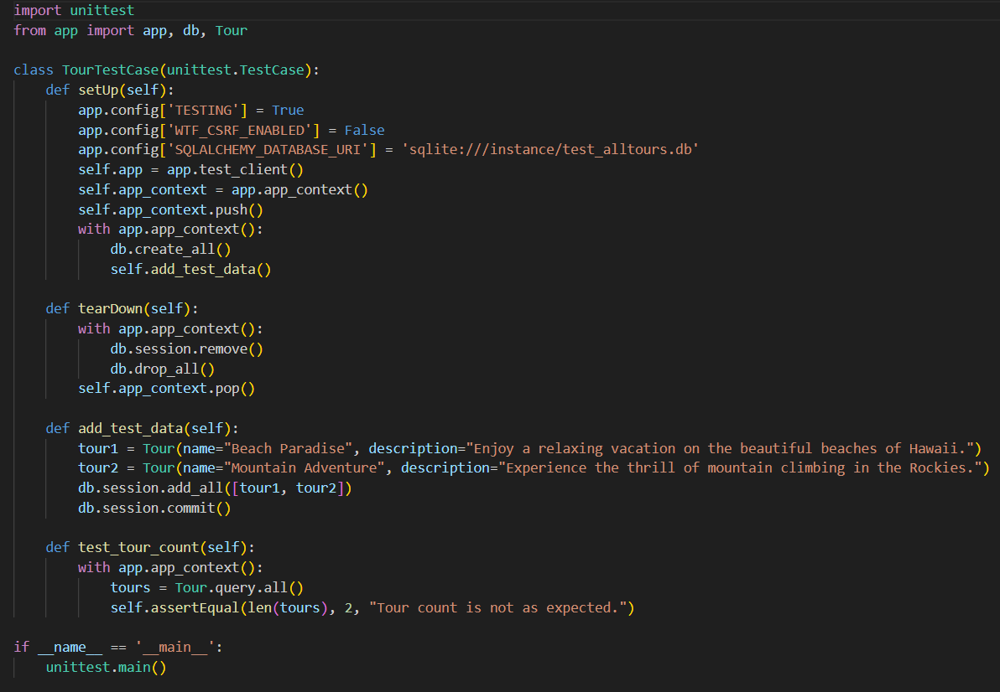 import unittest
from app import app, db, Tour

class TourTestCase(unittest.TestCase):
    def setUp(self):
        app.config['TESTING'] = True
        app.config['WTF_CSRF_ENABLED'] = False
        app.config['SQLALCHEMY_DATABASE_URI'] = 'sqlite:///instance/test_alltours.db'
        self.app = app.test_client()
        self.app_context = app.app_context()
        self.app_context.push()
        with app.app_context():
            db.create_all()
            self.add_test_data()

    def tearDown(self):
        with app.app_context():
            db.session.remove()
            db.drop_all()
        self.app_context.pop()

    def add_test_data(self):
        tour1 = Tour(name="Beach Paradise", description="Enjoy a relaxing vacation on the beautiful beaches of Hawaii.")
        tour2 = Tour(name="Mountain Adventure", description="Experience the thrill of mountain climbing in the Rockies.")
        db.session.add_all([tour1, tour2])
        db.session.commit()

    def test_tour_count(self):
        with app.app_context():
            tours = Tour.query.all()
            self.assertEqual(len(tours), 2, "Tour count is not as expected.")

if __name__ == '__main__':
    unittest.main()